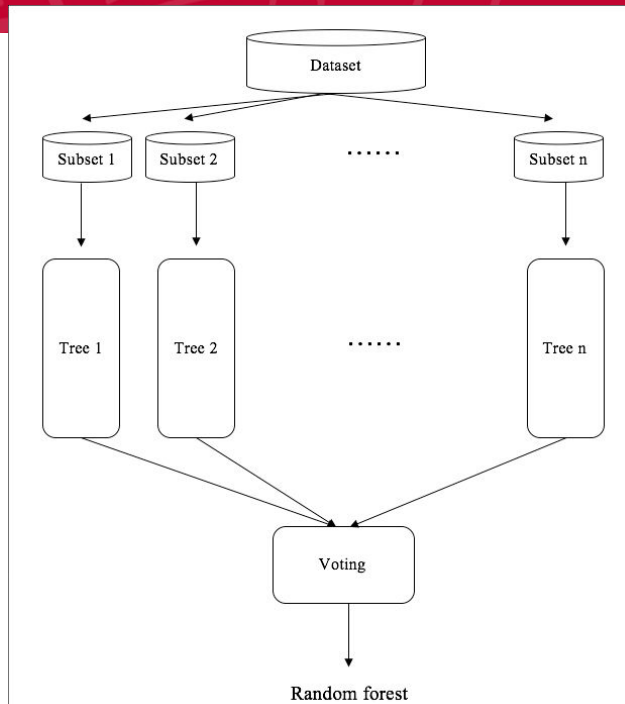 Dataset
Subset 1 Subset 2 ...... Subset n
Tree 1 Tree 2 ...... Tree n
Voting
Random forest